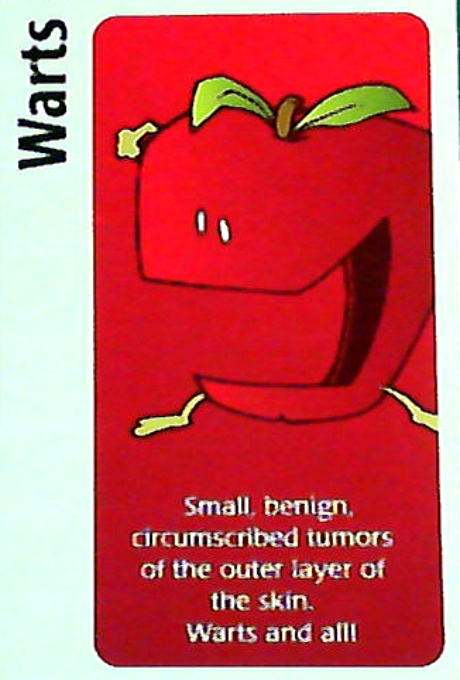 Warts
Small, benign,
circumscribed tumors
of the outer layer of
the skin.
Warts and all!